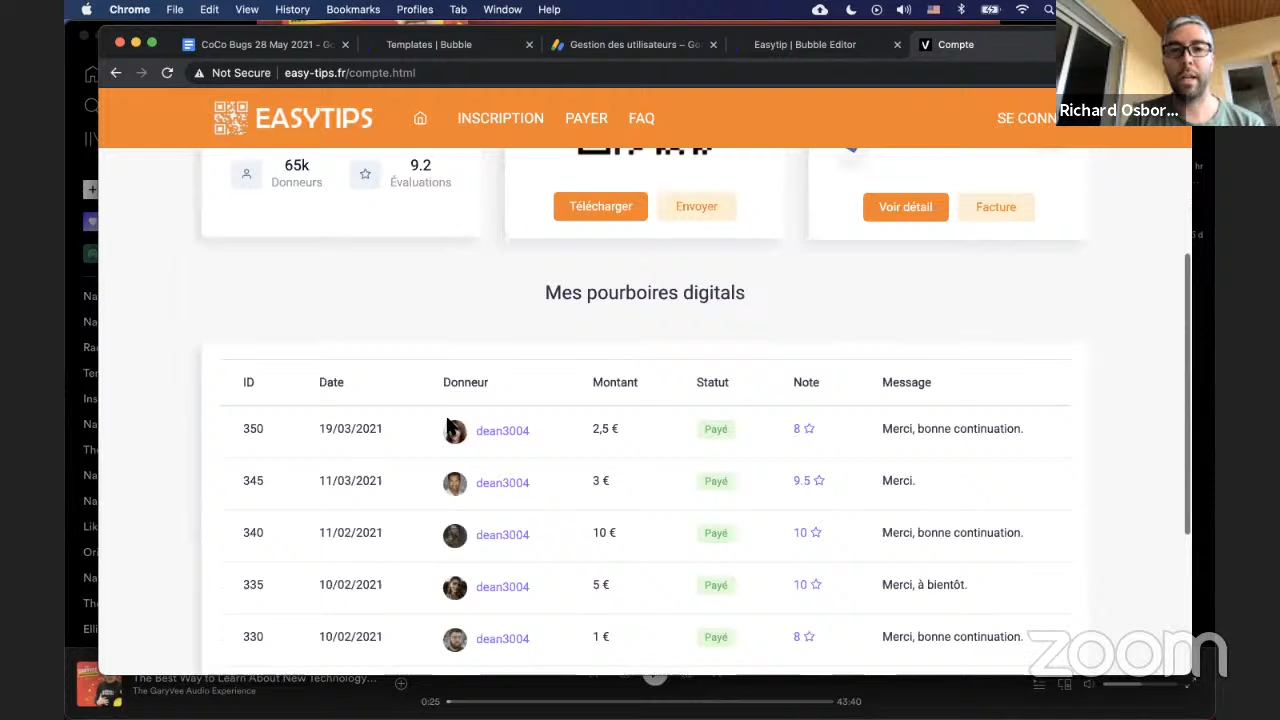 Chrome File Edit View History Bookmarks Profiles Tab Window Help
CoCo Bugs 28 May 2021 - Go
Templates | Bubble
Gestion des utilisateurs – Go
Easytip | Bubble Editor
Compte
Not Secure easy-tips.fr/compte.html
Richard Osbor...
EASYTIPS INSCRIPTION PAYER FAQ SE CONN
65k 9.2
Donneurs Évaluations
Télécharger Envoyer Voir détail Facture
Mes pourboires digitals
ID Date Donneur Montant Statut Note Message
350 19/03/2021 dean3004 2,5 € Payé 8 Merci, bonne continuation.
345 11/03/2021 dean3004 3 € Payé 9.5 Merci.
340 11/02/2021 dean3004 10 € Payé 10 Merci, bonne continuation.
335 10/02/2021 dean3004 5 € Payé 10 Merci, à bientôt.
330 10/02/2021 dean3004 1 € Payé 8 Merci, bonne continuation.
zoom
The Best Way to Learn About New Technology...
The GaryVee Audio Experience
0:25 43:40